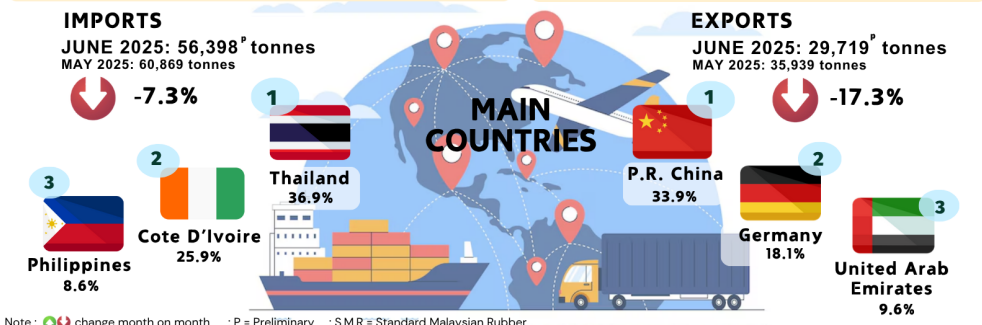 IMPORTS
JUNE 2025: 56,398ᴾ tonnes
MAY 2025: 60,869 tonnes
-7.3%
1
Thailand
36.9%
2
Cote D'Ivoire
25.9%
3
Philippines
8.6%
MAIN
COUNTRIES
EXPORTS
JUNE 2025: 29,719ᴾ tonnes
MAY 2025: 35,939 tonnes
-17.3%
1
P.R. China
33.9%
2
Germany
18.1%
3
United Arab
Emirates
9.6%
Note : change month on month : P = Preliminary : S.M.R = Standard Malaysian Rubber